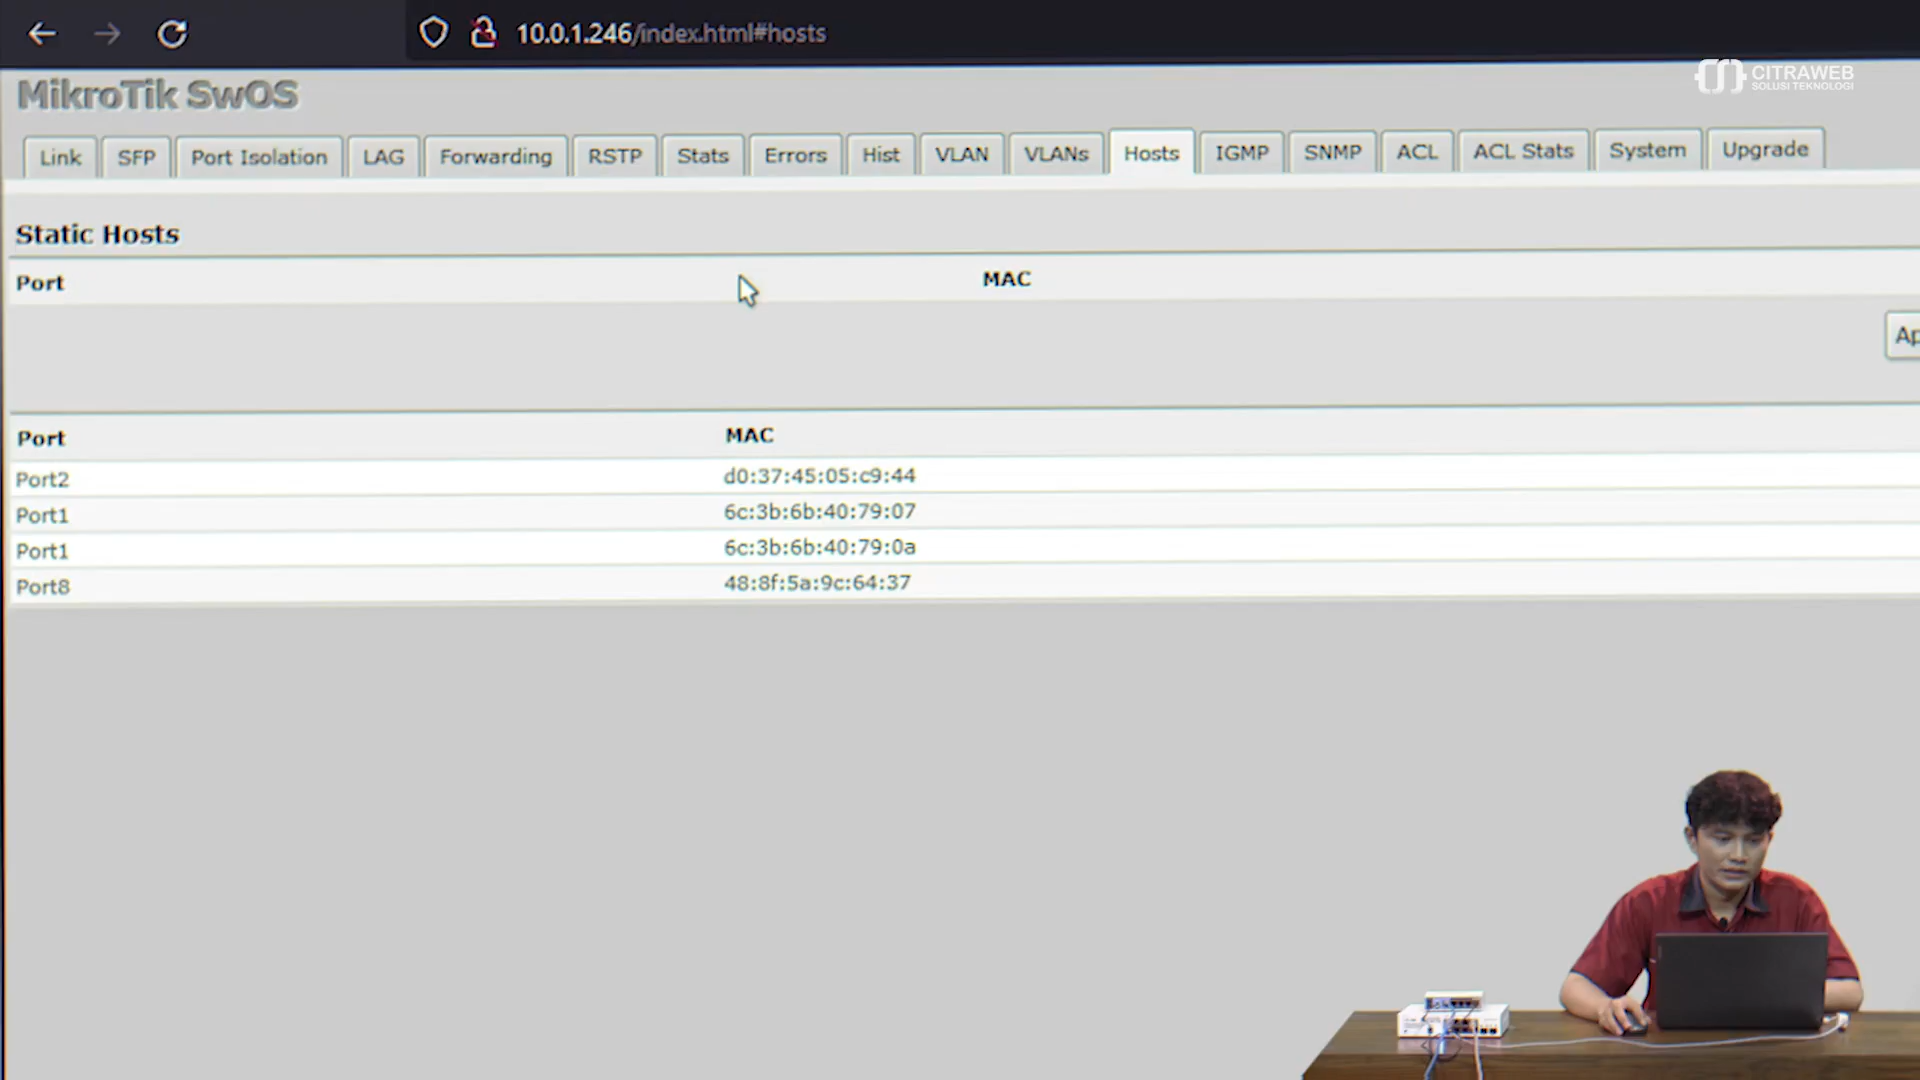 10.0.1.246/index.html#hosts
CITRAWEB
SOLUSI TEKNOLOGI
MikroTik SwOS
Link SFP Port Isolation LAG Forwarding RSTP Stats Errors Hist VLAN VLANs Hosts IGMP SNMP ACL ACL Stats System Upgrade
Static Hosts
Port MAC
Ap
Port MAC
Port2 d0:37:45:05:c9:44
Port1 6c:3b:6b:40:79:07
Port1 6c:3b:6b:40:79:0a
Port8 48:8f:5a:9c:64:37